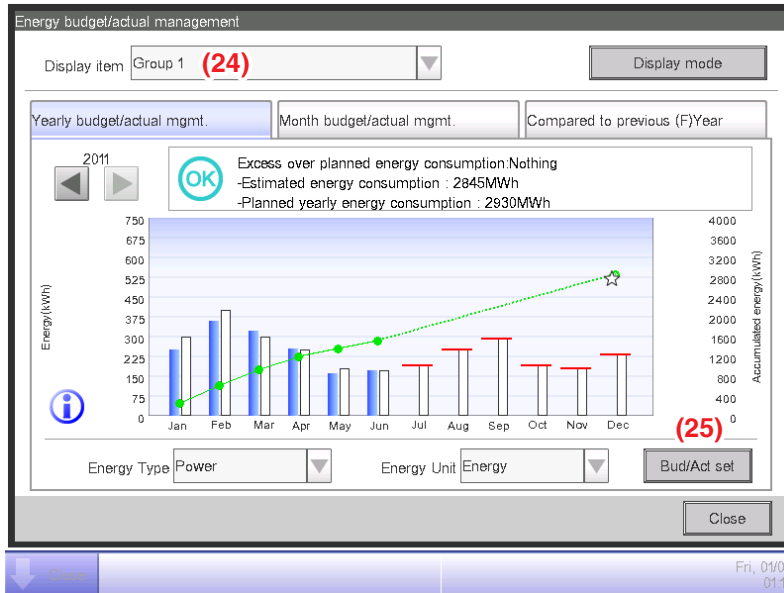 Energy budget/actual management
Display item Group 1 (24) Display mode
Yearly budget/actual mgmt. Month budget/actual mgmt. Compared to previous (F)Year
2011
OK
Excess over planned energy consumption:Nothing
-Estimated energy consumption : 2845MWh
-Planned yearly energy consumption : 2930MWh
Energy(kWh)
750
675
600
525
450
375
300
225
150
75
0
4000
3600
3200
2800
2400
2000
1600
1200
800
400
0
Accumulated energy(kWh)
Jan Feb Mar Apr May Jun Jul Aug Sep Oct Nov Dec
i
(25)
Energy Type Power Energy Unit Energy Bud/Act set
Close
Close
Fri, 01/0
01:1